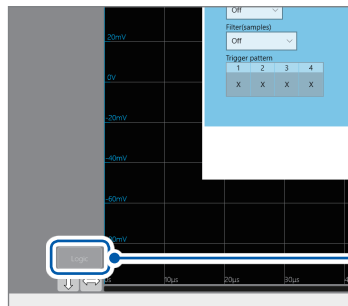 Off
Filter(samples)
Off
Trigger pattern
1 2 3 4
X X X X
20mV
0V
-20mV
-40mV
-60mV
Logic
10µs 20µs 30µs